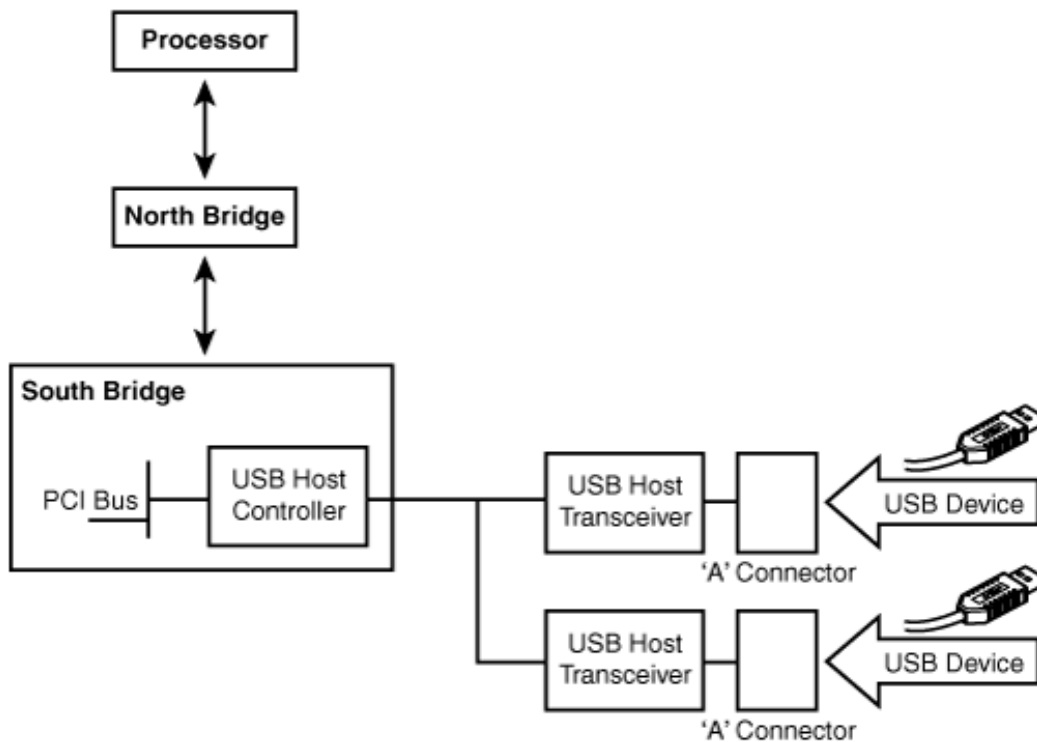 Processor
North Bridge
South Bridge
PCI Bus
USB Host
Controller
USB Host
Transceiver
'A' Connector
USB Device
USB Host
Transceiver
'A' Connector
USB Device